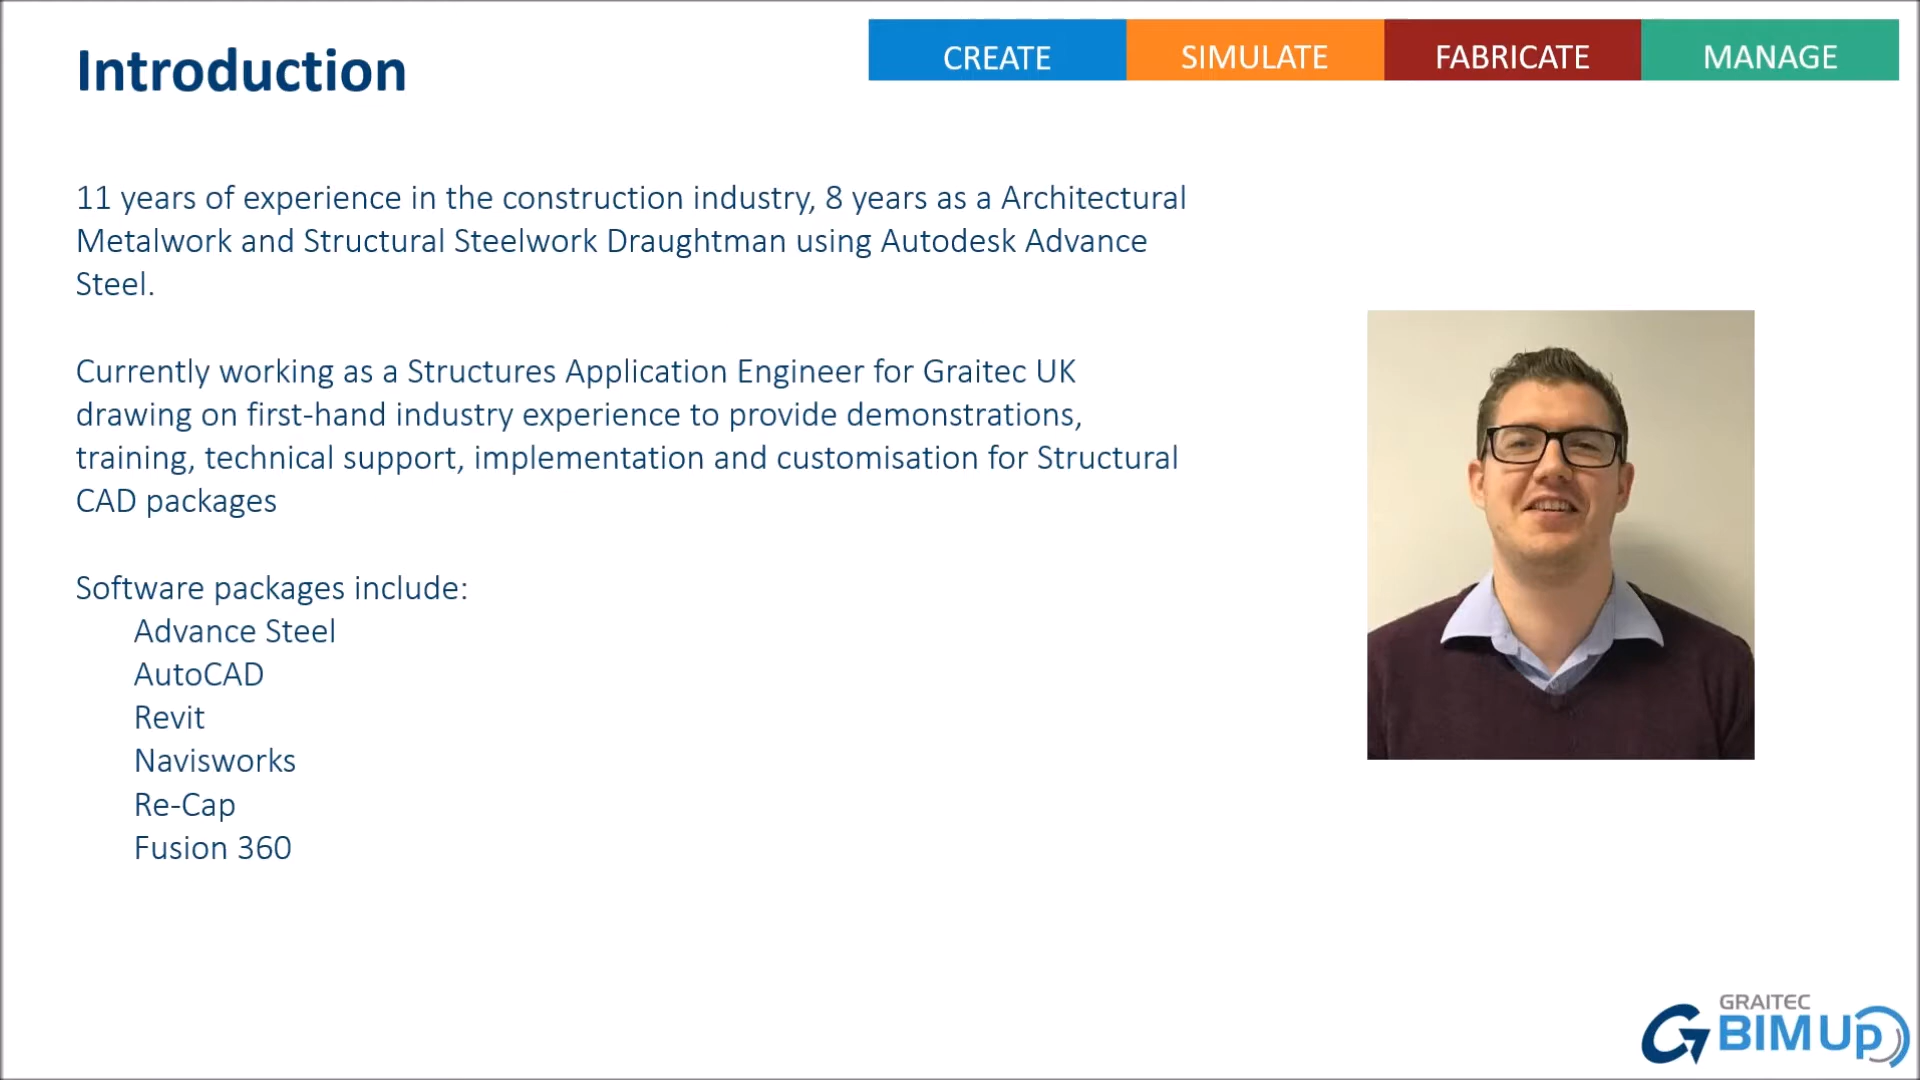 Introduction
CREATE
SIMULATE
FABRICATE
MANAGE
11 years of experience in the construction industry, 8 years as a Architectural
Metalwork and Structural Steelwork Draughtman using Autodesk Advance
Steel.
Currently working as a Structures Application Engineer for Graitec UK
drawing on first-hand industry experience to provide demonstrations,
training, technical support, implementation and customisation for Structural
CAD packages
Software packages include:
Advance Steel
AutoCAD
Revit
Navisworks
Re-Cap
Fusion 360
GRAITEC
BIM Up